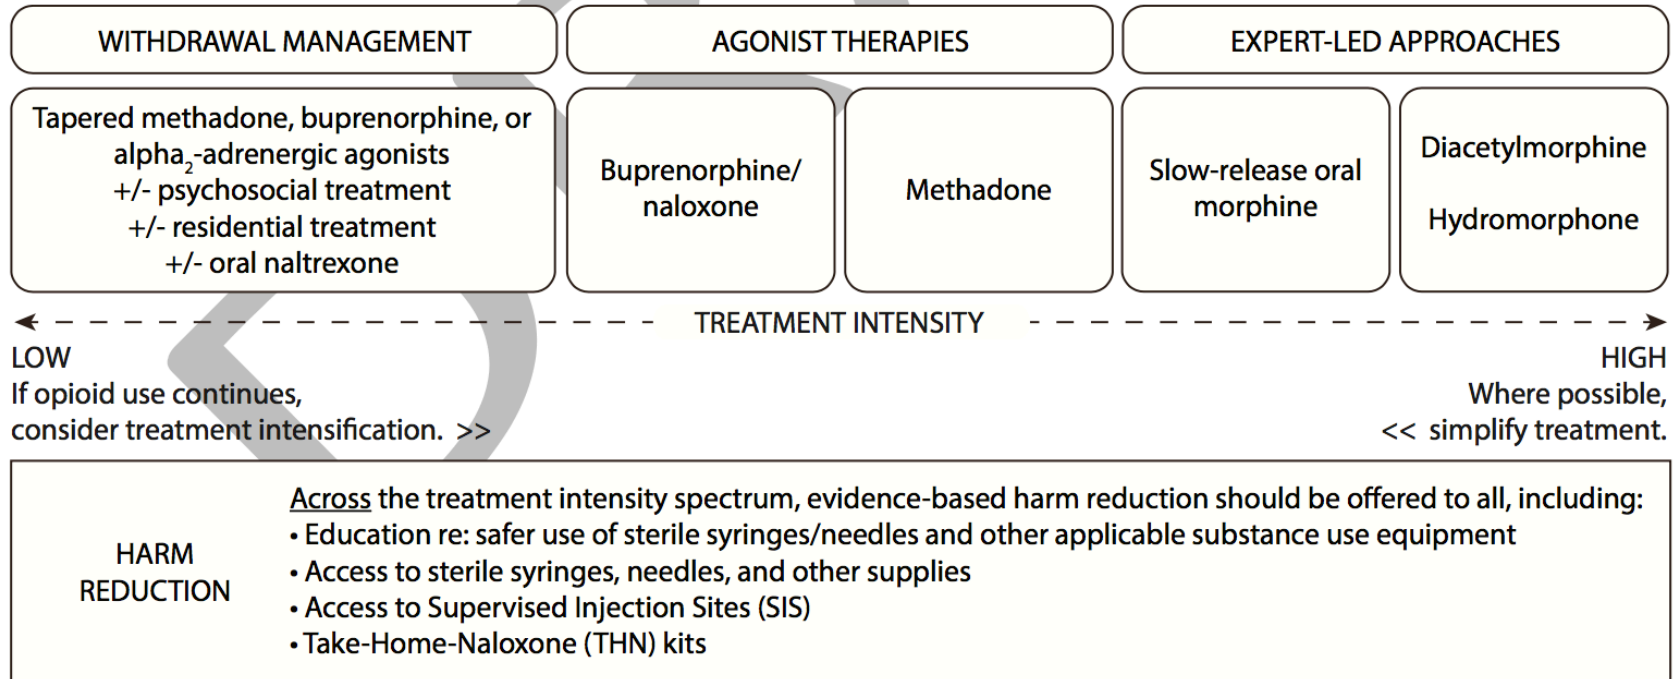 WITHDRAWAL MANAGEMENT
AGONIST THERAPIES
EXPERT-LED APPROACHES
Tapered methadone, buprenorphine, or
alpha₂-adrenergic agonists
+/- psychosocial treatment
+/- residential treatment
+/- oral naltrexone
Buprenorphine/
naloxone
Methadone
Slow-release oral
morphine
Diacetylmorphine
Hydromorphone
TREATMENT INTENSITY
LOW
If opioid use continues,
consider treatment intensification. >>
HIGH
Where possible,
<< simplify treatment.
HARM
REDUCTION
Across the treatment intensity spectrum, evidence-based harm reduction should be offered to all, including:
• Education re: safer use of sterile syringes/needles and other applicable substance use equipment
• Access to sterile syringes, needles, and other supplies
• Access to Supervised Injection Sites (SIS)
• Take-Home-Naloxone (THN) kits